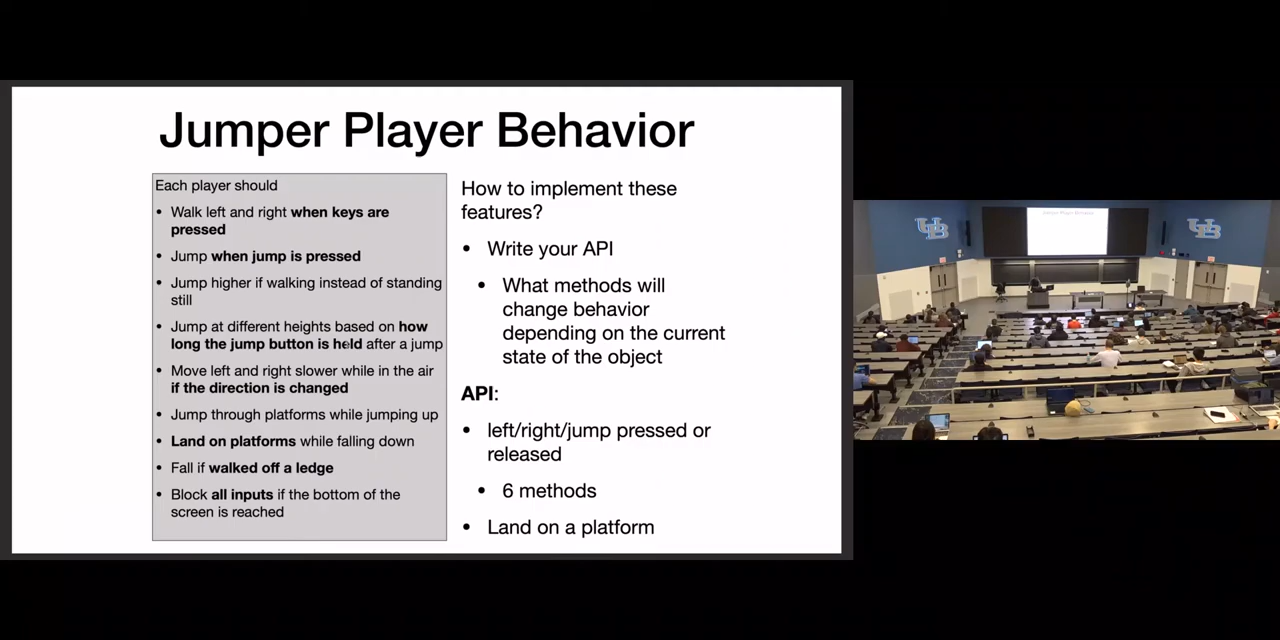 Jumper Player Behavior
Each player should
• Walk left and right when keys are
pressed
• Jump when jump is pressed
• Jump higher if walking instead of standing
still
• Jump at different heights based on how
long the jump button is held after a jump
• Move left and right slower while in the air
if the direction is changed
• Jump through platforms while jumping up
• Land on platforms while falling down
• Fall if walked off a ledge
• Block all inputs if the bottom of the
screen is reached
How to implement these
features?
• Write your API
• What methods will
change behavior
depending on the current
state of the object
API:
• left/right/jump pressed or
released
• 6 methods
• Land on a platform
UB
Jumper Player Behavior
UB